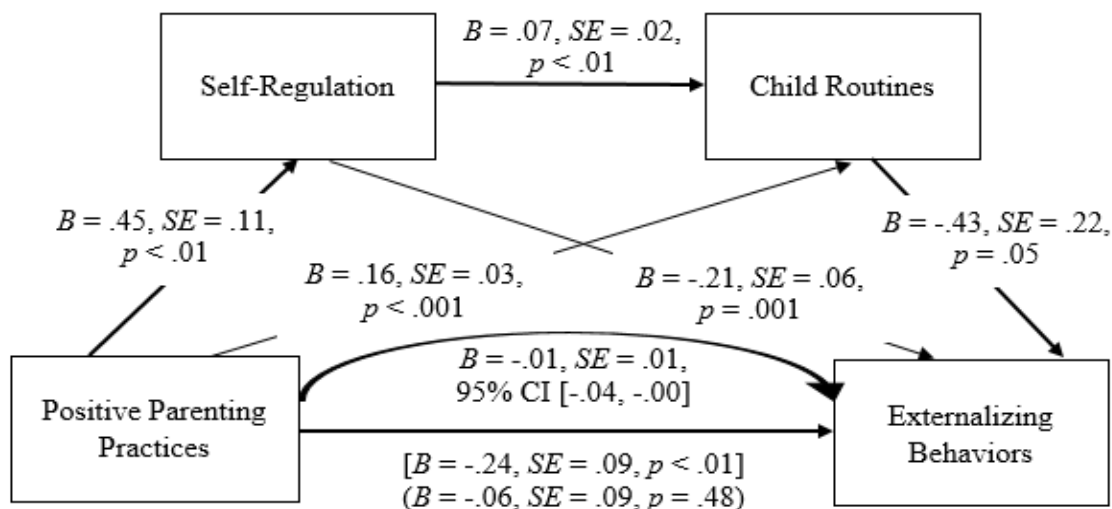 B = .07, SE = .02,
p < .01
Self-Regulation
Child Routines
B = .45, SE = .11,
p < .01
B = -.43, SE = .22,
p = .05
B = .16, SE = .03,
p < .001
B = -.21, SE = .06,
p = .001
B = -.01, SE = .01,
95% CI [-.04, -.00]
Positive Parenting
Practices
Externalizing
Behaviors
[B = -.24, SE = .09, p < .01]
(B = -.06, SE = .09, p = .48)